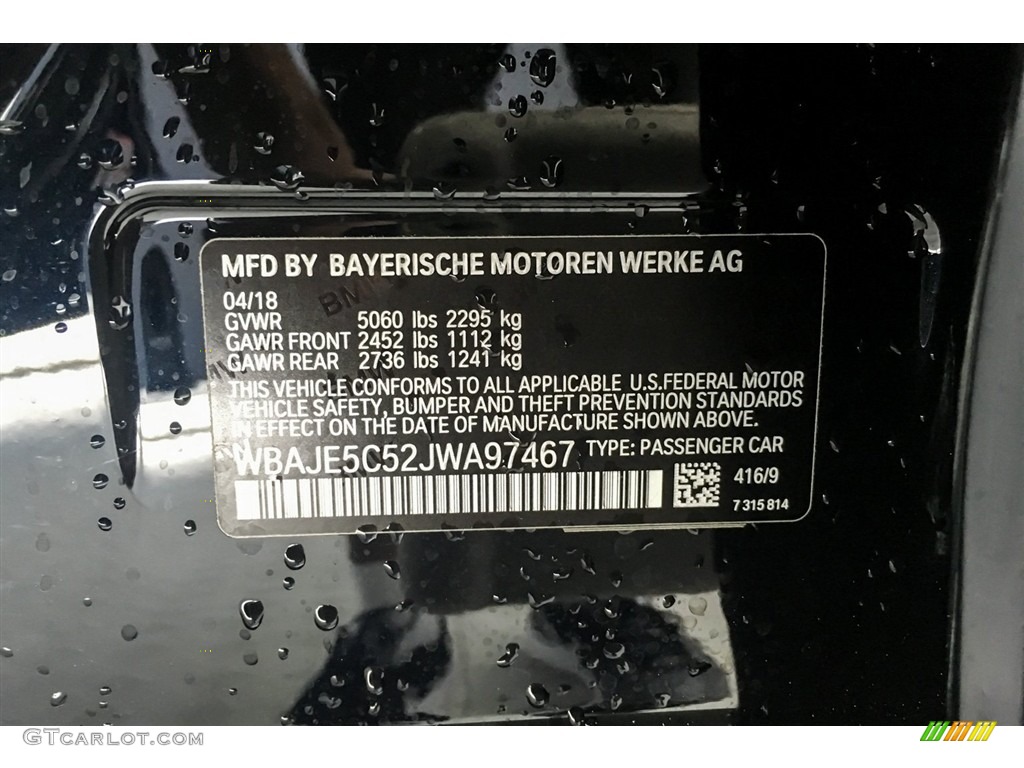 MFD BY BAYERISCHE MOTOREN WERKE AG
04/18
GVWR 5060 lbs 2295 kg
GAWR FRONT 2452 lbs 1112 kg
GAWR REAR 2736 lbs 1241 kg
THIS VEHICLE CONFORMS TO ALL APPLICABLE U.S.FEDERAL MOTOR
VEHICLE SAFETY, BUMPER AND THEFT PREVENTION STANDARDS
IN EFFECT ON THE DATE OF MANUFACTURE SHOWN ABOVE.
WBAJE5C52JWA97467 TYPE: PASSENGER CAR
416/9
7 315 814
GTCARLOT.COM